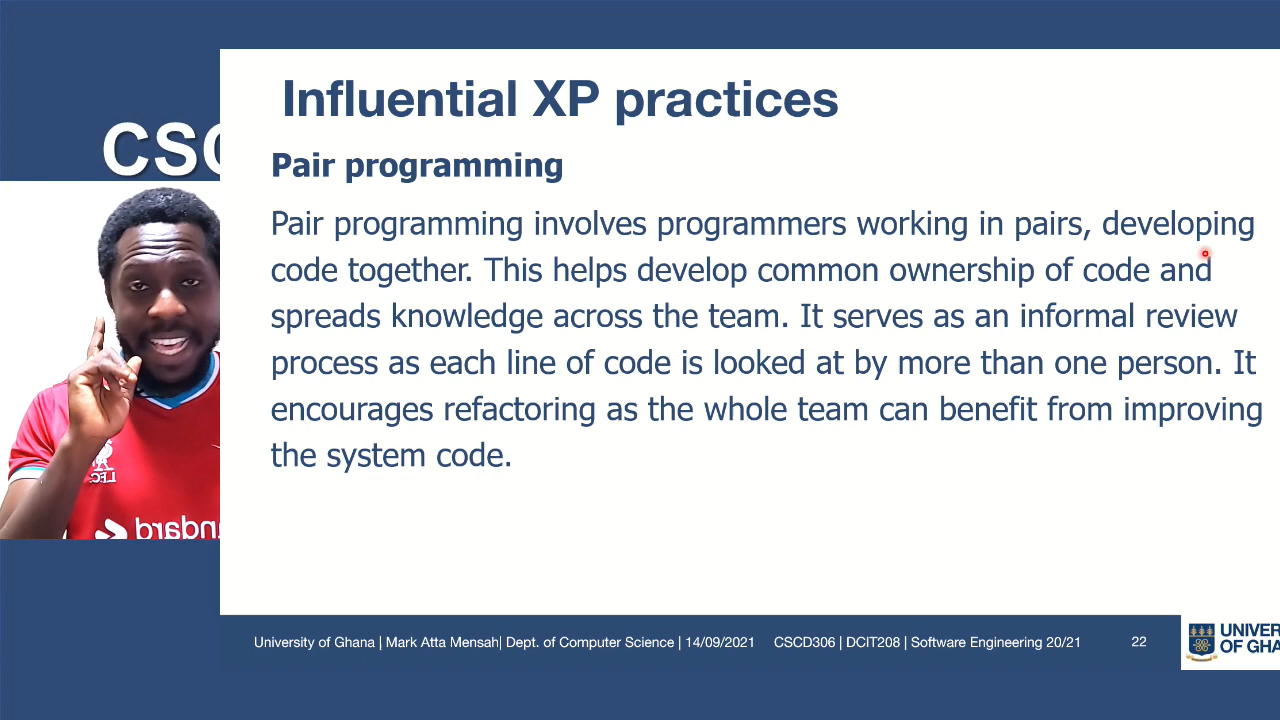 Influential XP practices
CSC
Pair programming
Pair programming involves programmers working in pairs, developing
code together. This helps develop common ownership of code and
spreads knowledge across the team. It serves as an informal review
process as each line of code is looked at by more than one person. It
encourages refactoring as the whole team can benefit from improving
the system code.
LFC
ndard
University of Ghana | Mark Atta Mensah| Dept. of Computer Science | 14/09/2021 CSCD306 | DCIT208 | Software Engineering 20/21 22
UNIVER
OF GHA